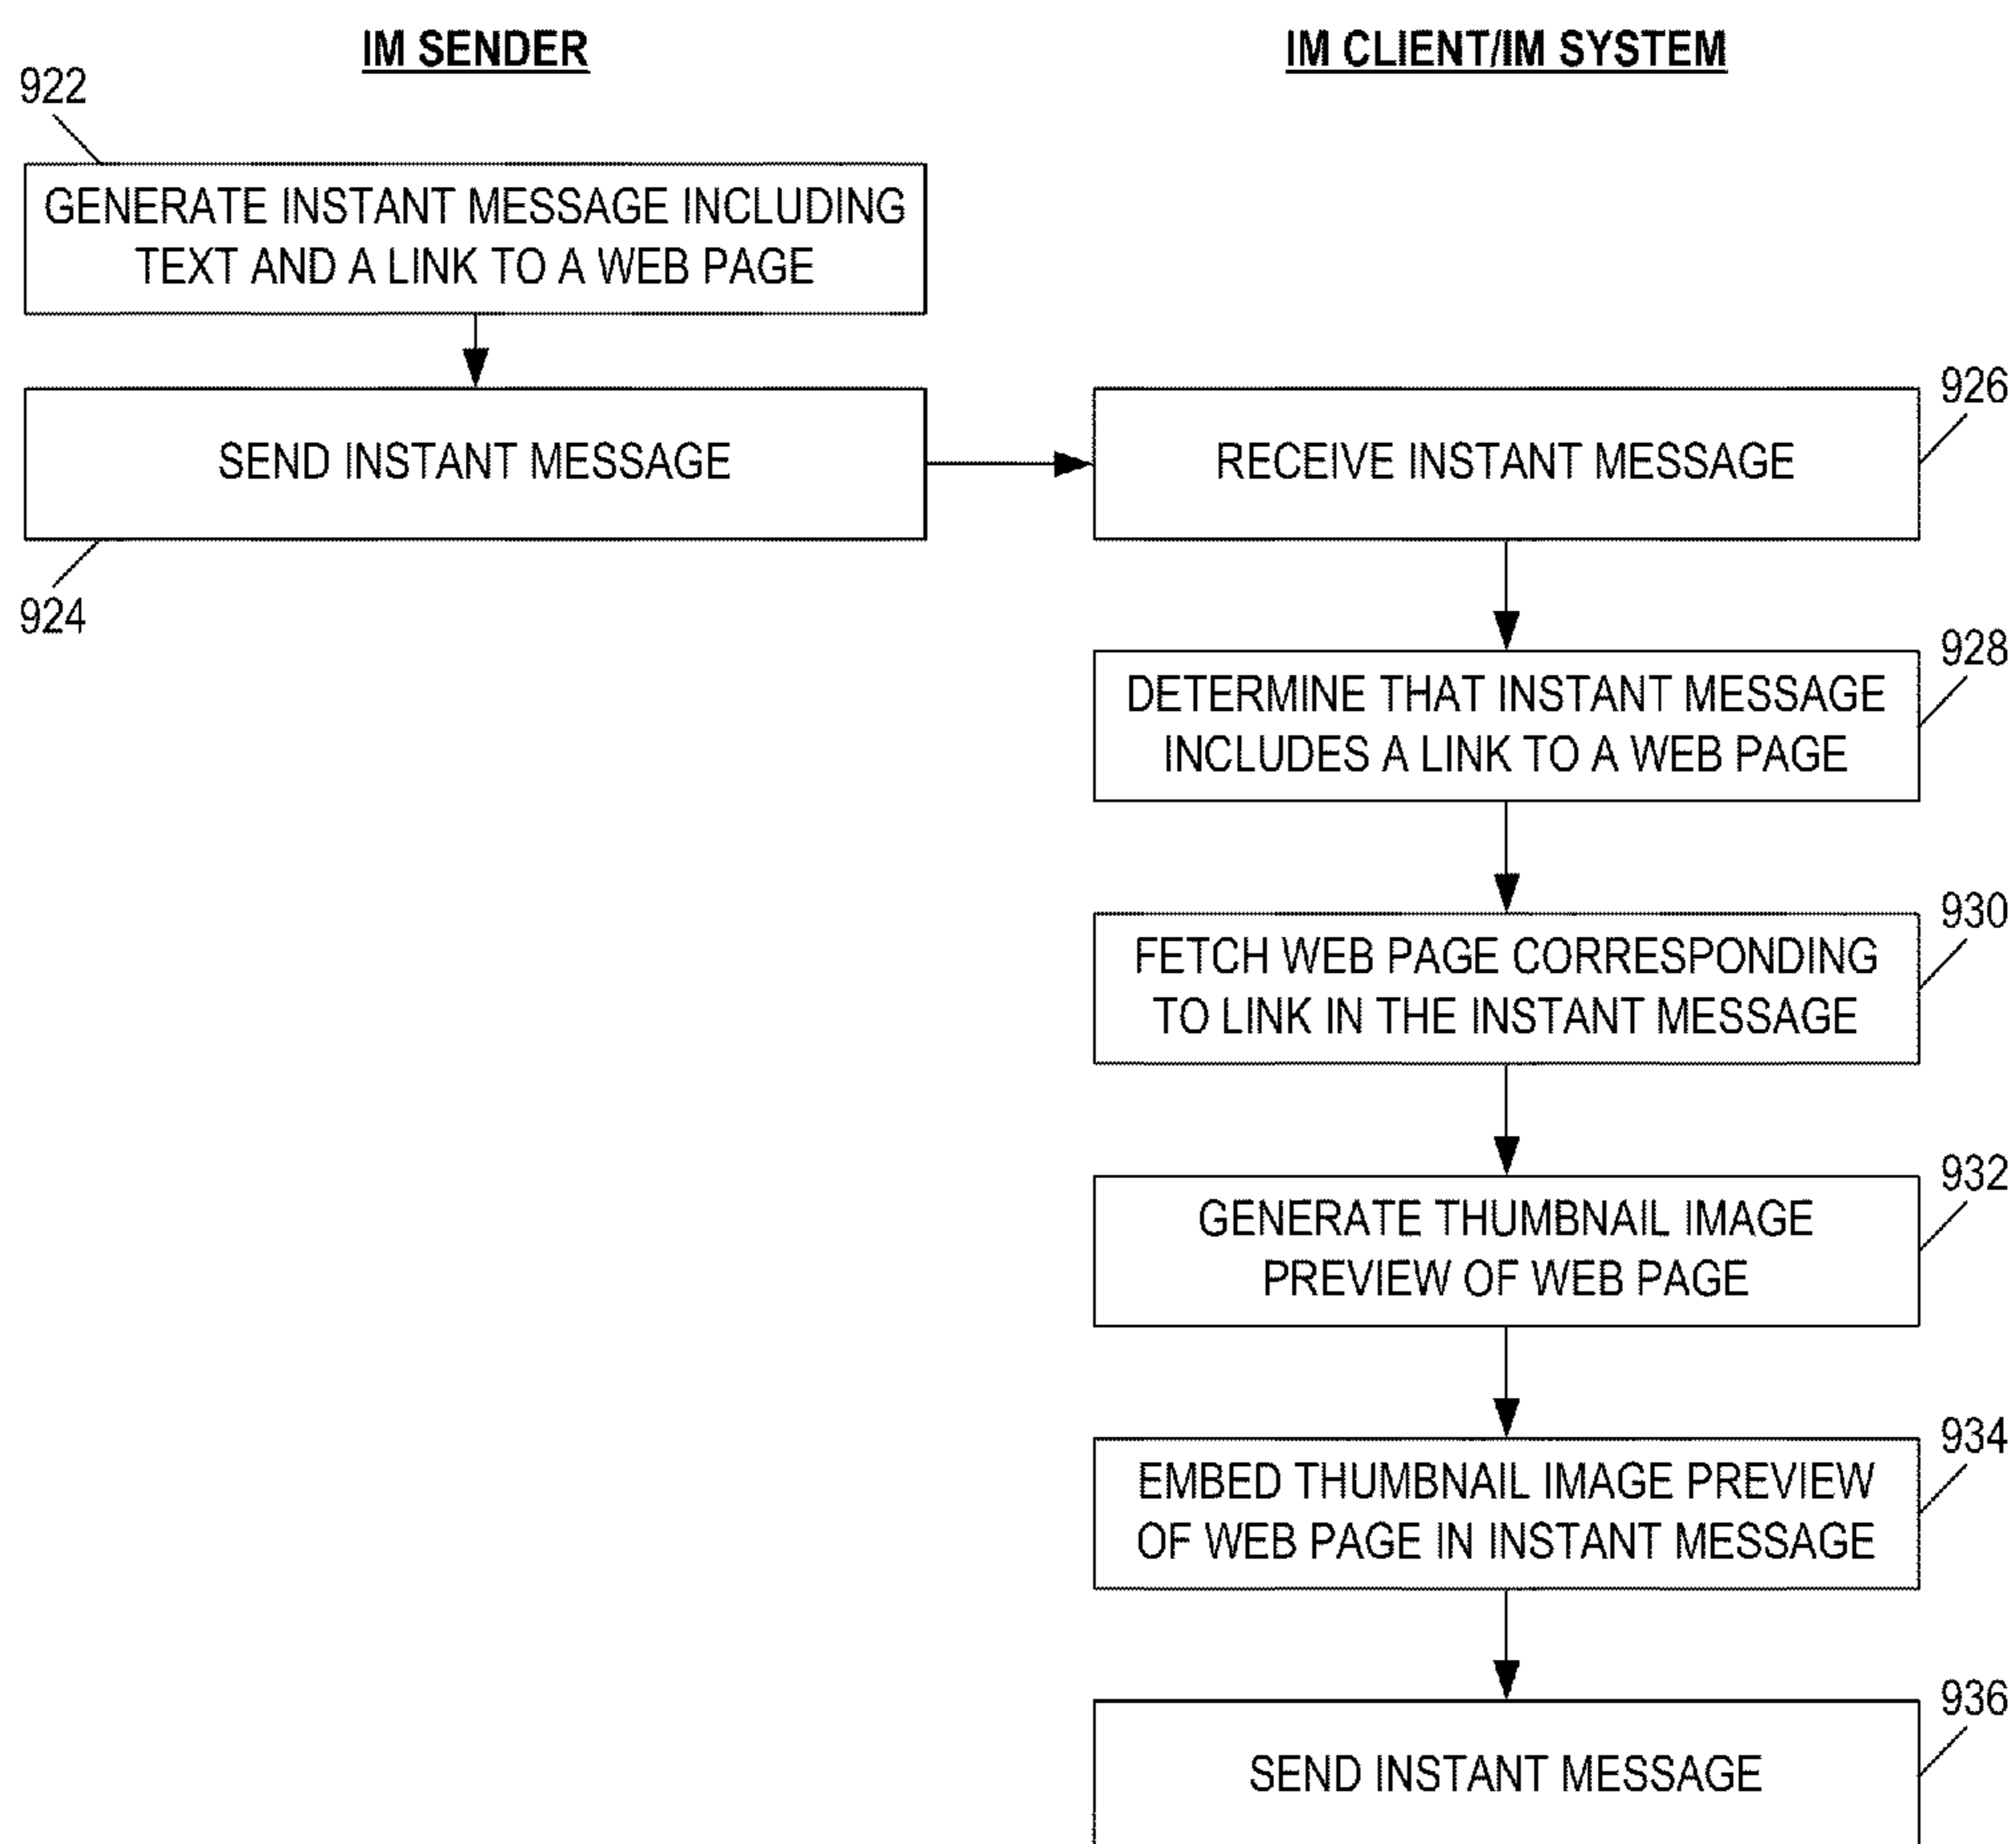 IM SENDER
IM CLIENT/IM SYSTEM
922
GENERATE INSTANT MESSAGE INCLUDING
TEXT AND A LINK TO A WEB PAGE
SEND INSTANT MESSAGE
924
RECEIVE INSTANT MESSAGE
926
DETERMINE THAT INSTANT MESSAGE
INCLUDES A LINK TO A WEB PAGE
928
FETCH WEB PAGE CORRESPONDING
TO LINK IN THE INSTANT MESSAGE
930
GENERATE THUMBNAIL IMAGE
PREVIEW OF WEB PAGE
932
EMBED THUMBNAIL IMAGE PREVIEW
OF WEB PAGE IN INSTANT MESSAGE
934
SEND INSTANT MESSAGE
936